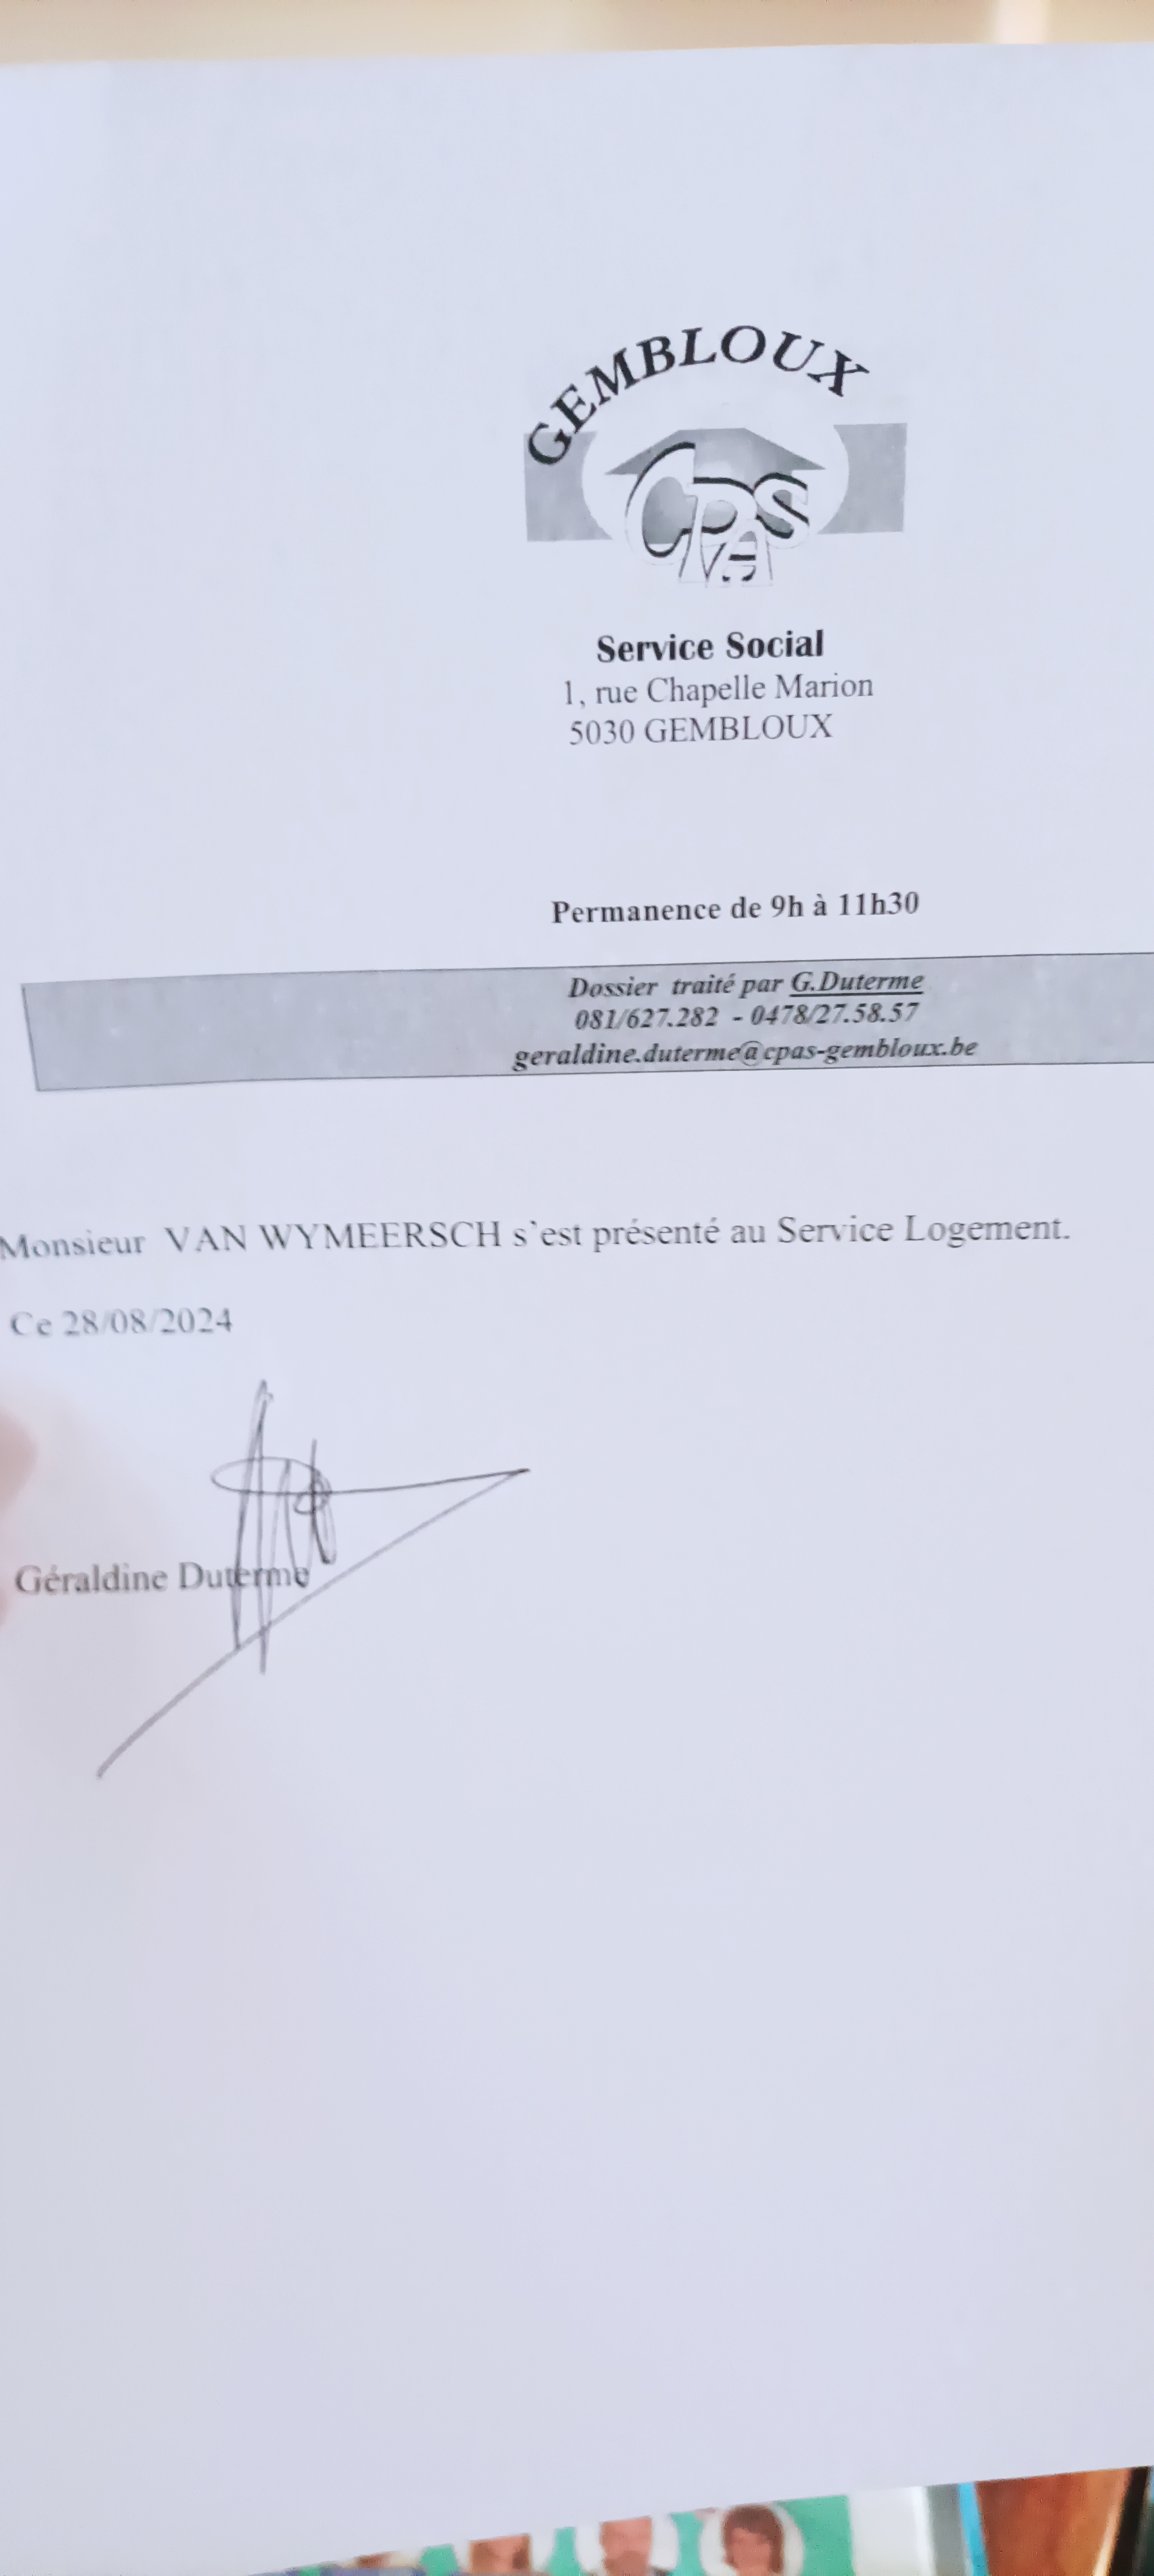 GEMBLOUX
CPAS
Service Social
1, rue Chapelle Marion
5030 GEMBLOUX
Permanence de 9h à 11h30
Dossier traité par G.Duterme
081/627.282 - 0478/27.58.57
geraldine.duterme@cpas-gembloux.be
Monsieur VAN WYMEERSCH s'est présenté au Service Logement.
Ce 28/08/2024
Géraldine Duterme